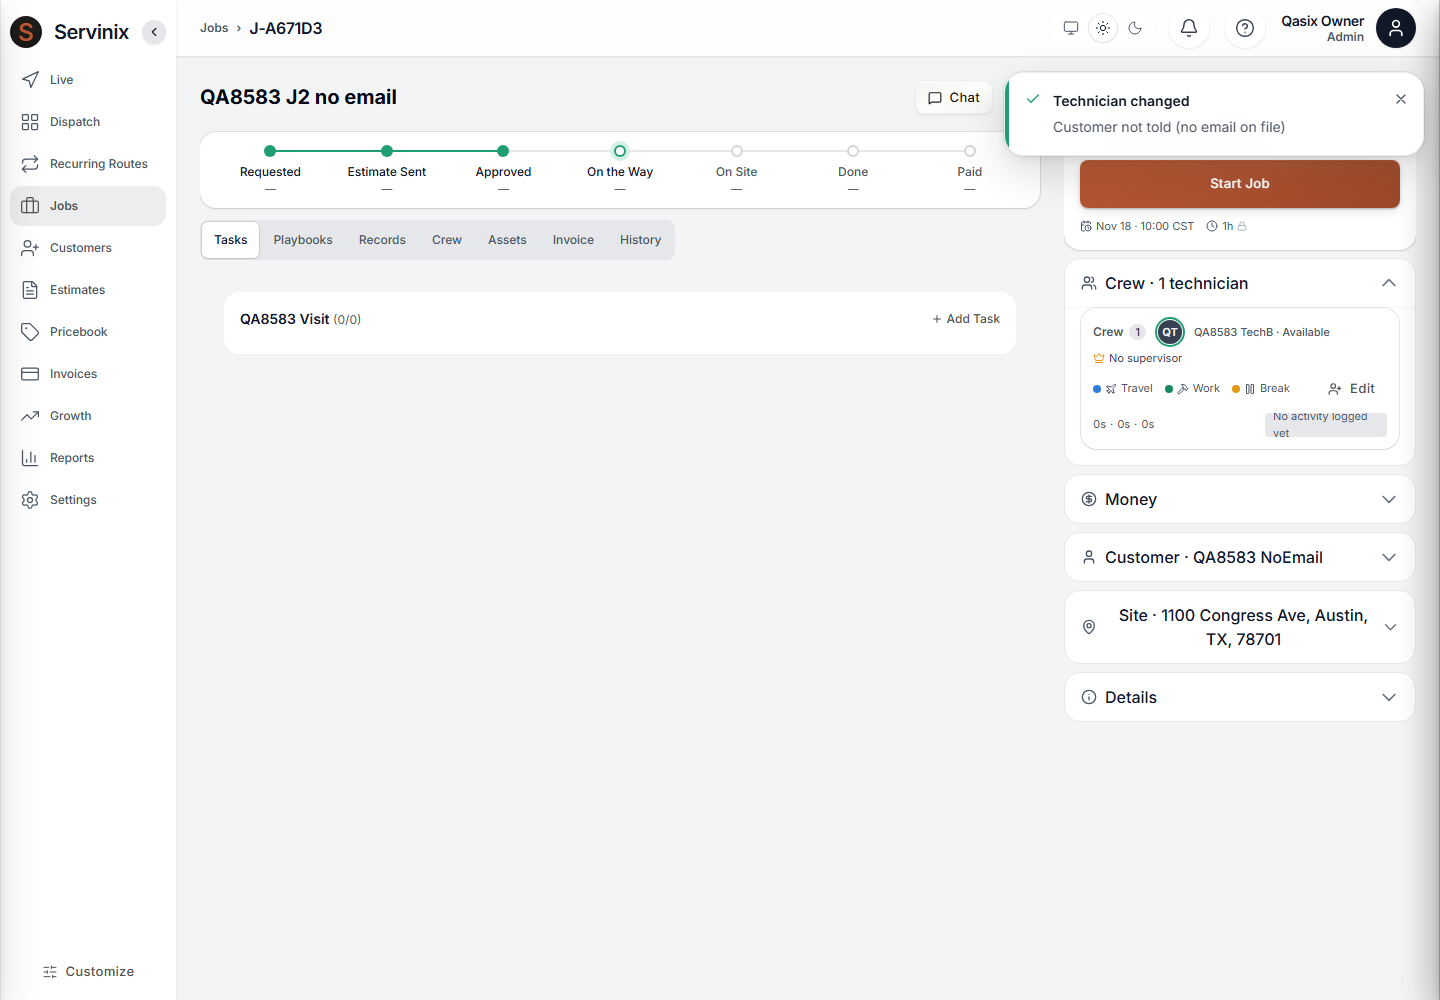 S Servinix
Live
Dispatch
Recurring Routes
Jobs
Customers
Estimates
Pricebook
Invoices
Growth
Reports
Settings
Customize
Jobs › J-A671D3
Qasix Owner
Admin
QA8583 J2 no email
Chat
Technician changed
Customer not told (no email on file)
Requested Estimate Sent Approved On the Way On Site Done Paid
— — — — — — —
Tasks Playbooks Records Crew Assets Invoice History
QA8583 Visit (0/0)
+ Add Task
Start Job
Nov 18 · 10:00 CST 1h
Crew · 1 technician
Crew 1 QT QA8583 TechB · Available
No supervisor
Travel Work Break Edit
0s · 0s · 0s
No activity logged
yet
Money
Customer · QA8583 NoEmail
Site · 1100 Congress Ave, Austin,
TX, 78701
Details